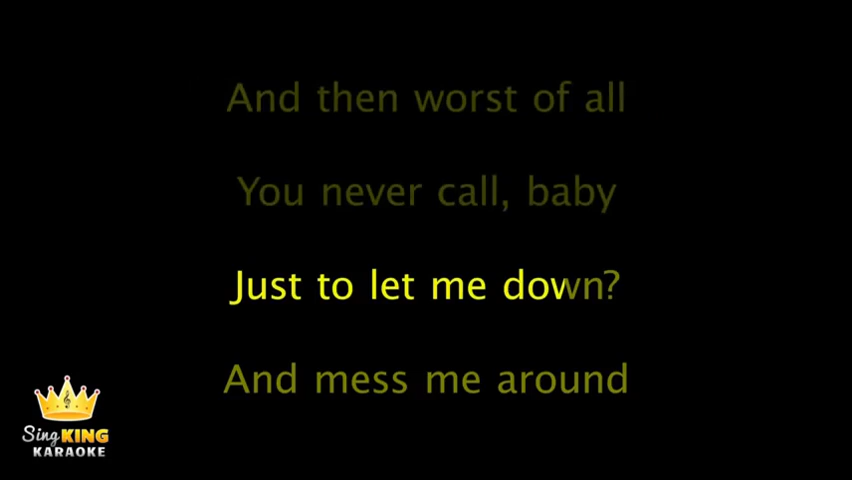 And then worst of all
You never call, baby
Just to let me down?
And mess me around
Sing KING
KARAOKE